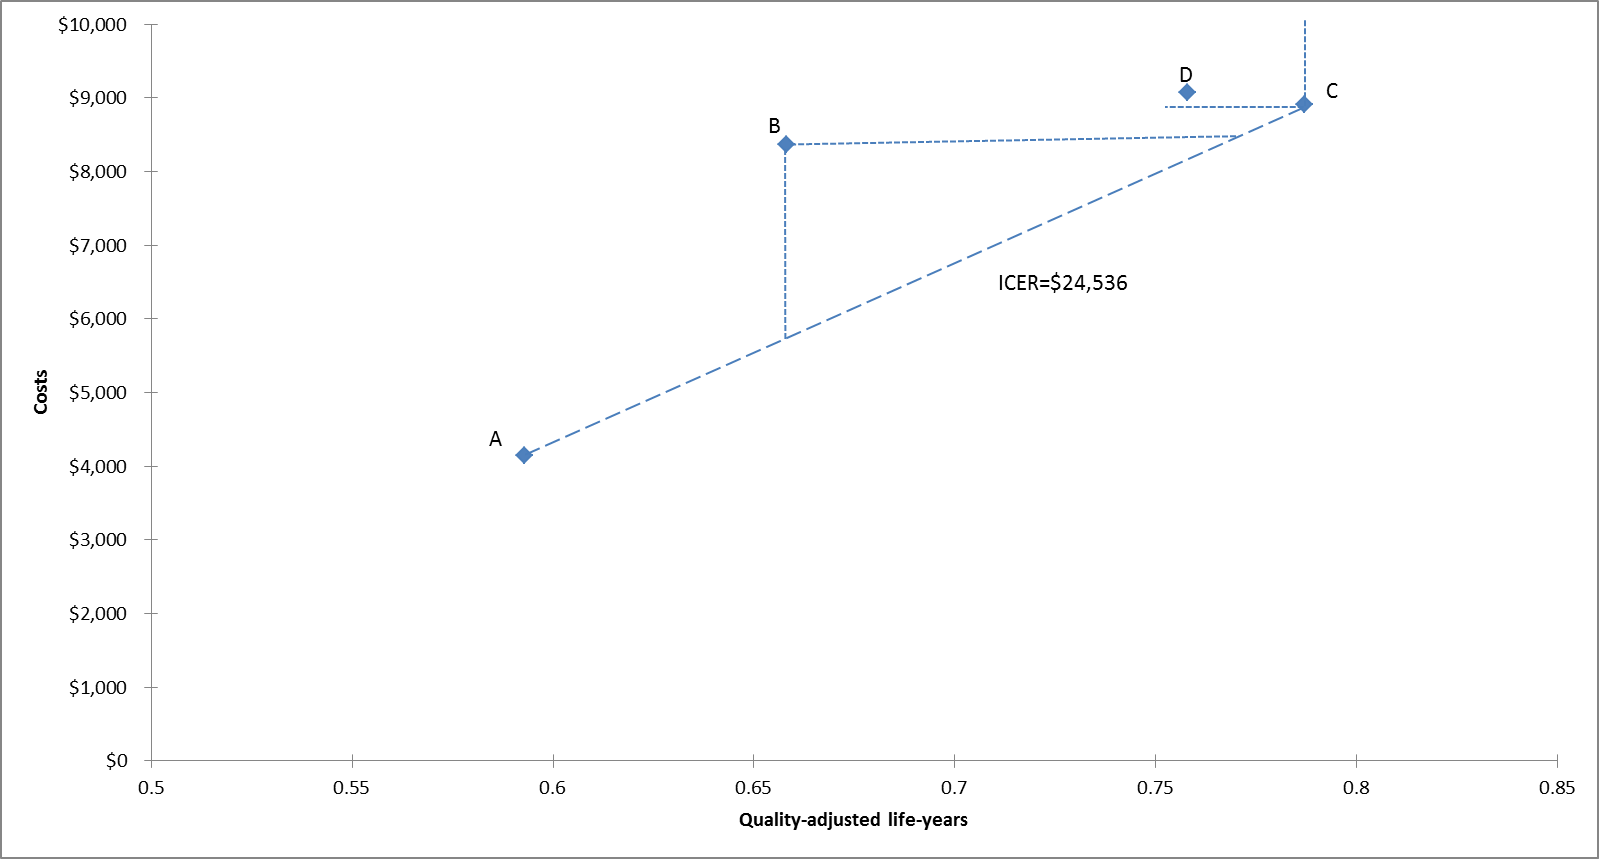 $10,000
D
$9,000
C
B
$8,000
$7,000
ICER=$24,536
$6,000
$5,000
Costs
A
$4,000
$3,000
$2,000
$1,000
$0
0.5 0.55 0.6 0.65 0.7 0.75 0.8 0.85
Quality-adjusted life-years